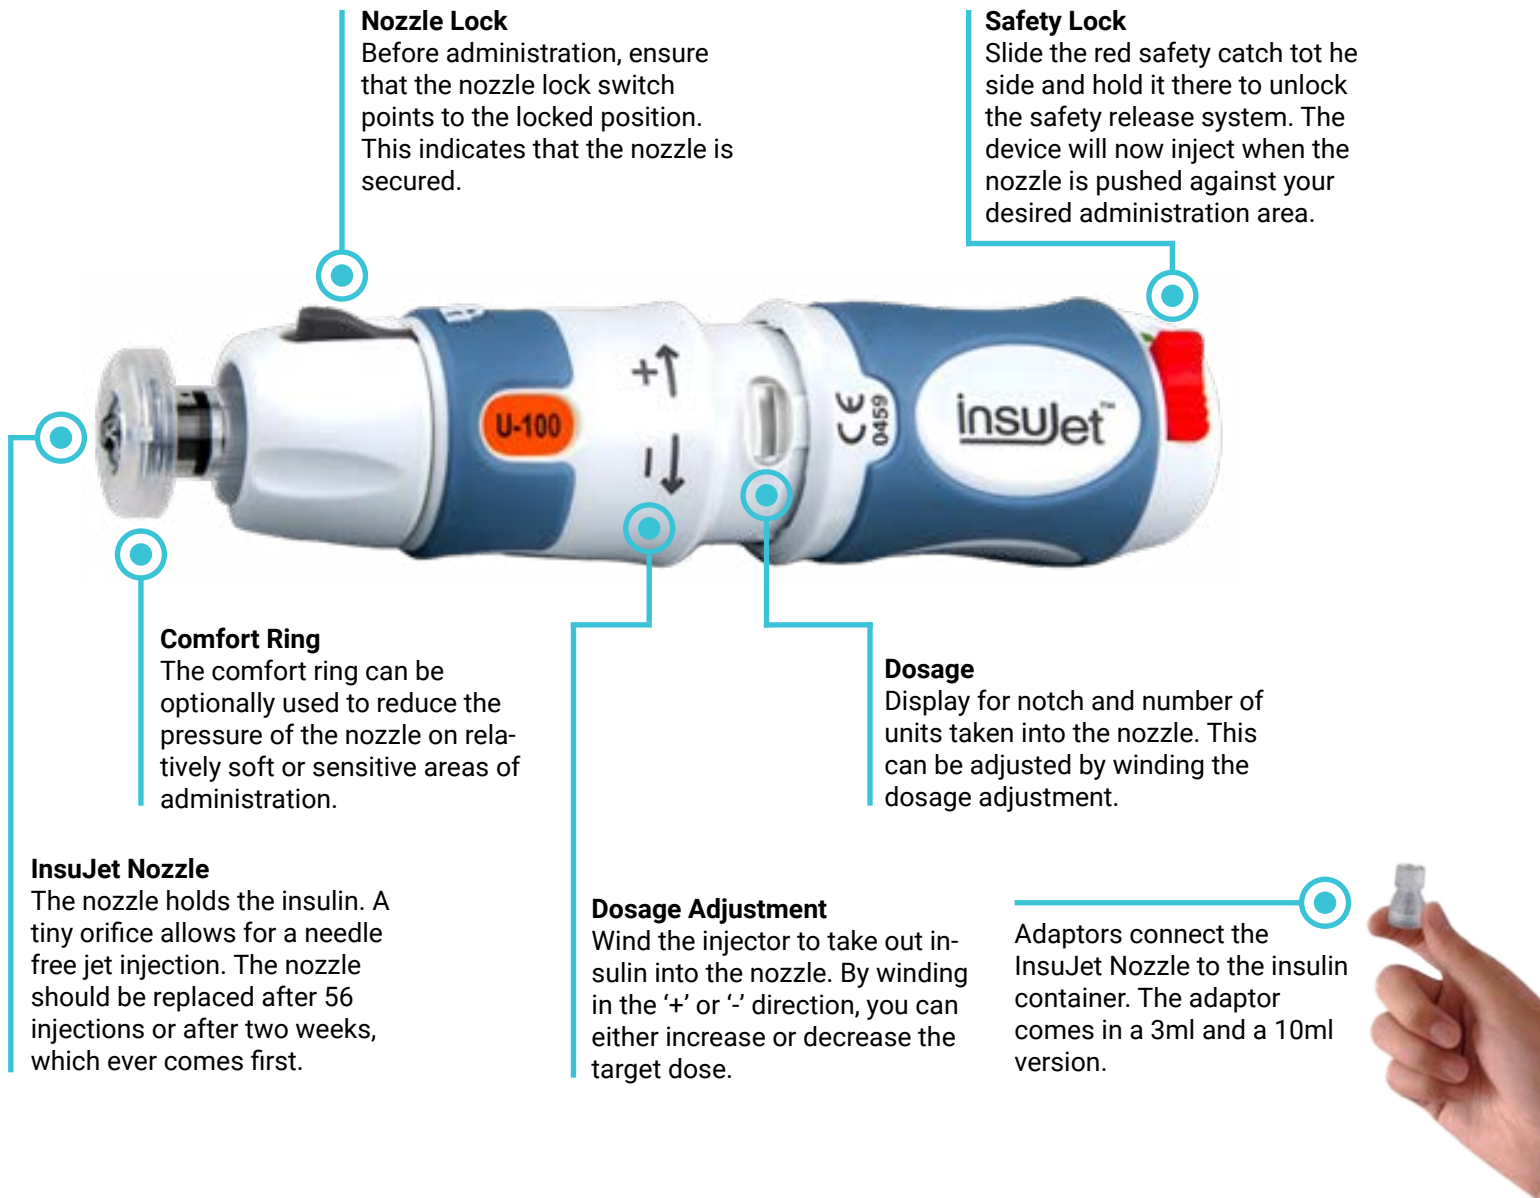 Nozzle Lock
Before administration, ensure
that the nozzle lock switch
points to the locked position.
This indicates that the nozzle is
secured.
Safety Lock
Slide the red safety catch tot he
side and hold it there to unlock
the safety release system. The
device will now inject when the
nozzle is pushed against your
desired administration area.
U-100
+
-
CE
0459
insuJet™
Comfort Ring
The comfort ring can be
optionally used to reduce the
pressure of the nozzle on rela-
tively soft or sensitive areas of
administration.
Dosage
Display for notch and number of
units taken into the nozzle. This
can be adjusted by winding the
dosage adjustment.
InsuJet Nozzle
The nozzle holds the insulin. A
tiny orifice allows for a needle
free jet injection. The nozzle
should be replaced after 56
injections or after two weeks,
which ever comes first.
Dosage Adjustment
Wind the injector to take out in-
sulin into the nozzle. By winding
in the ‘+’ or ‘-’ direction, you can
either increase or decrease the
target dose.
Adaptors connect the
InsuJet Nozzle to the insulin
container. The adaptor
comes in a 3ml and a 10ml
version.